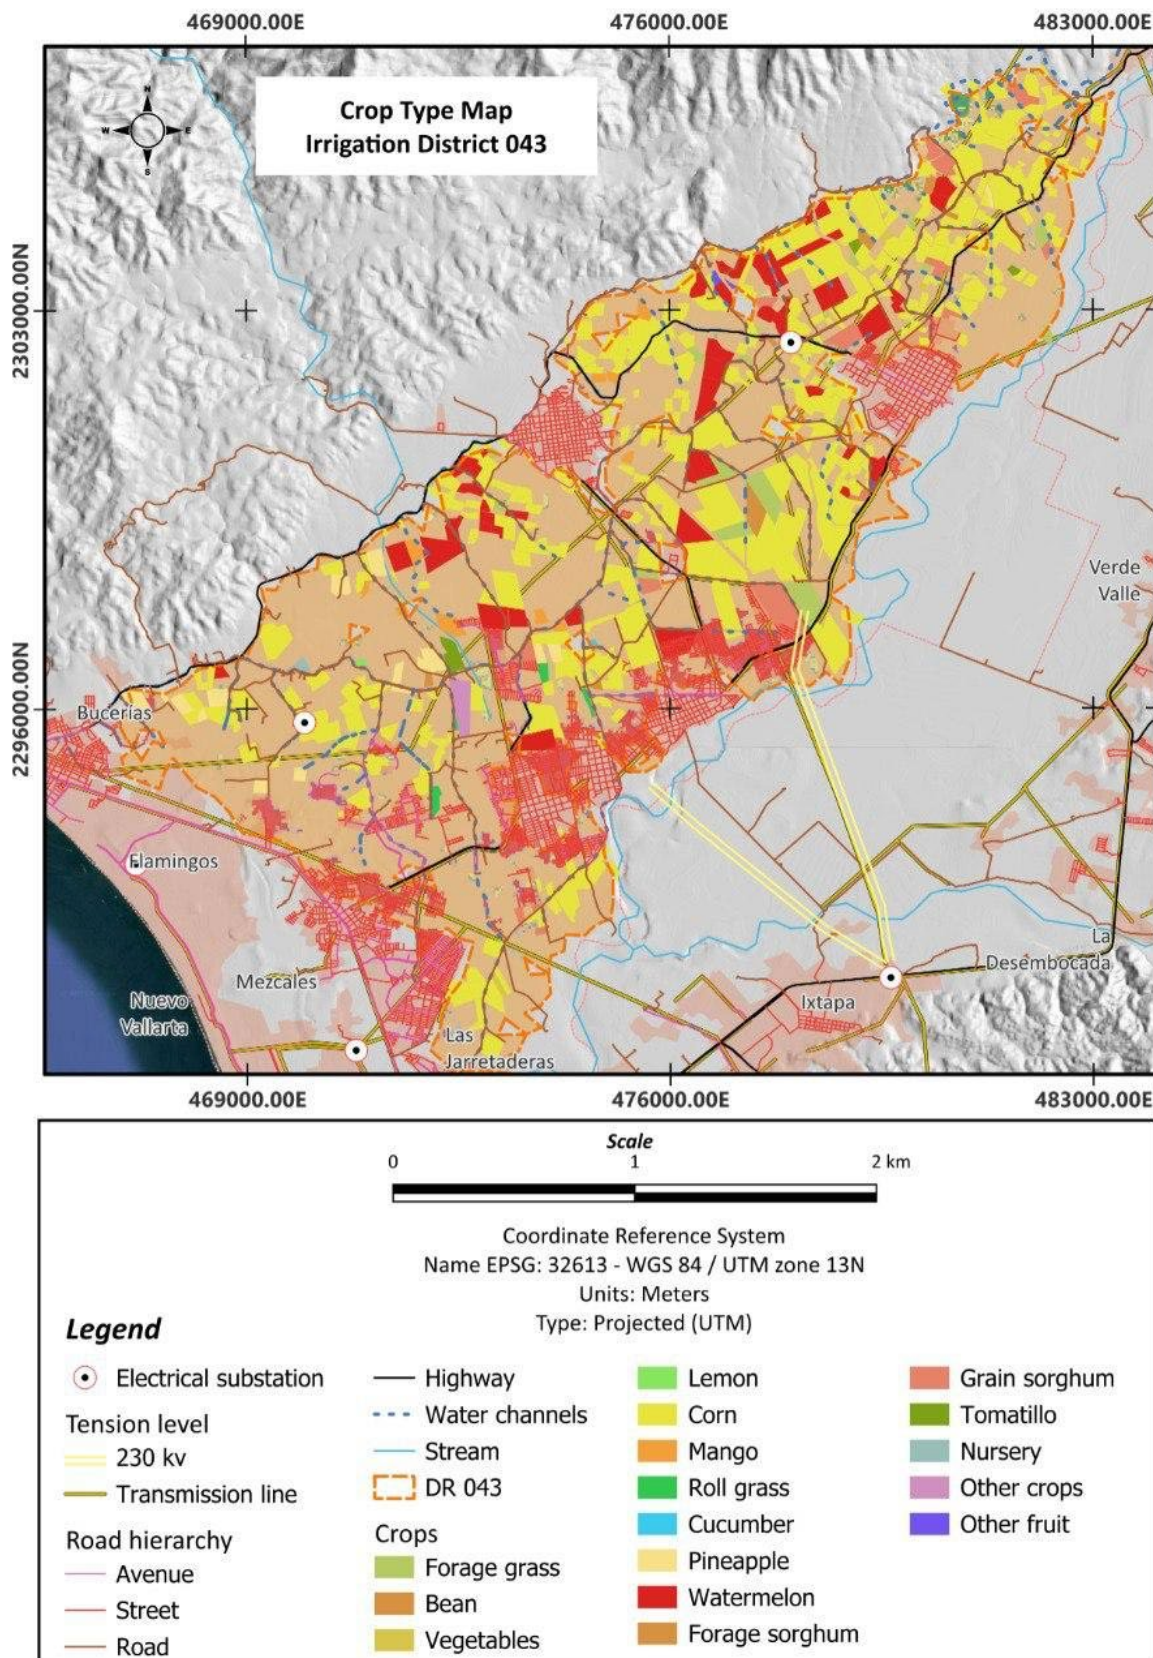 469000.00E 476000.00E 483000.00E
Crop Type Map
Irrigation District 043
N
W E
S
2303000.00N
Verde
Valle
2296000.00N
Bucerías
Flamingos
Mezcales
Nuevo
Vallarta
Las
Jarretaderas
La
Desembocada
Ixtapa
469000.00E 476000.00E 483000.00E
Scale
0 1 2 km
Coordinate Reference System
Name EPSG: 32613 - WGS 84 / UTM zone 13N
Units: Meters
Type: Projected (UTM)
Legend
Electrical substation
Tension level
230 kv
Transmission line
Road hierarchy
Avenue
Street
Road
Highway
Water channels
Stream
DR 043
Crops
Forage grass
Bean
Vegetables
Lemon
Corn
Mango
Roll grass
Cucumber
Pineapple
Watermelon
Forage sorghum
Grain sorghum
Tomatillo
Nursery
Other crops
Other fruit